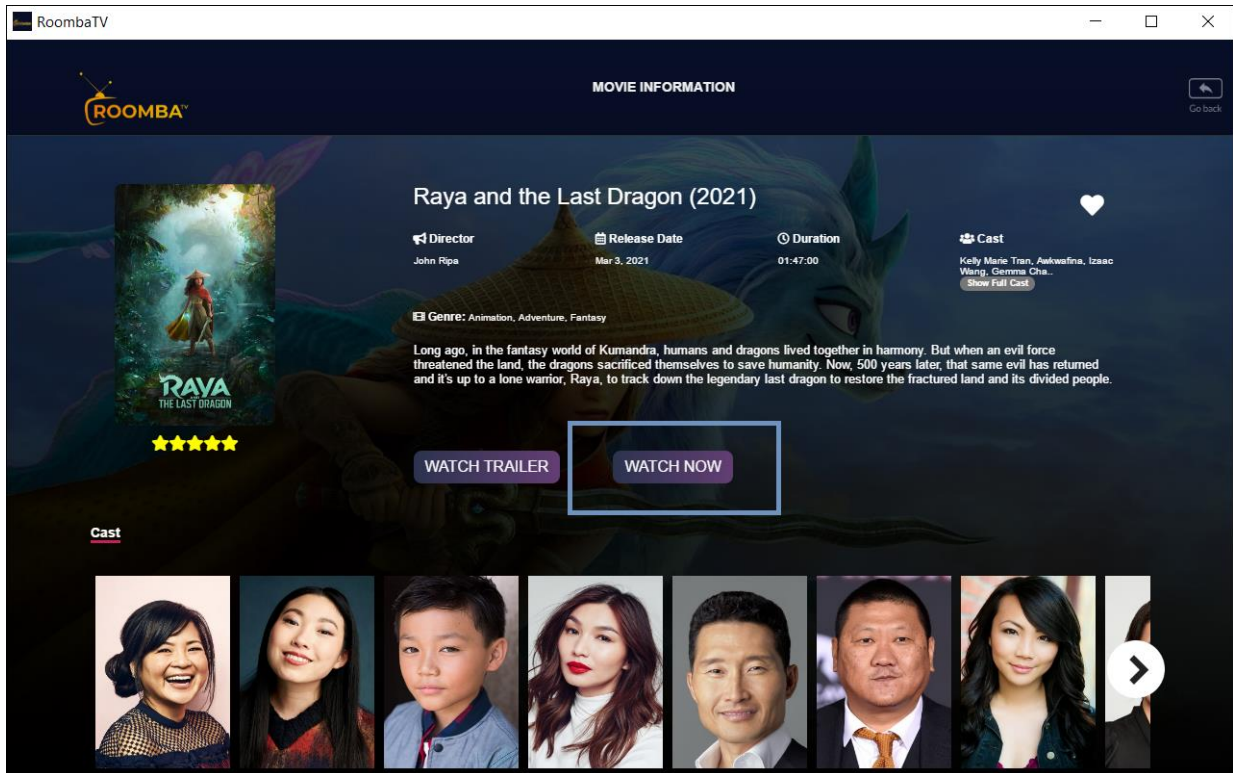 RoombaTV
ROOMBA TV
MOVIE INFORMATION
Go back
Raya and the Last Dragon (2021)
Director
Release Date
Duration
Cast
John Ripa
Mar 3, 2021
01:47:00
Kelly Marie Tran, Awkwafina, Izaac
Wang, Gemma Cha..
Show Full Cast
Genre: Animation, Adventure, Fantasy
Long ago, in the fantasy world of Kumandra, humans and dragons lived together in harmony. But when an evil force
threatened the land, the dragons sacrificed themselves to save humanity. Now, 500 years later, that same evil has returned
and it's up to a lone warrior, Raya, to track down the legendary last dragon to restore the fractured land and its divided people.
RAYA
THE LAST DRAGON
WATCH TRAILER
WATCH NOW
Cast